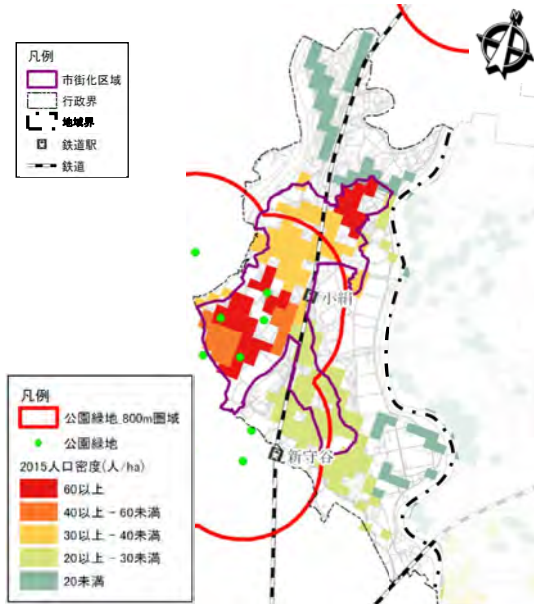 凡例
市街化区域
行政界
地域界
鉄道駅
鉄道
小絹
新守谷
凡例
公園緑地_800m圏域
公園緑地
2015人口密度(人/ha)
60以上
40以上 - 60未満
30以上 - 40未満
20以上 - 30未満
20未満